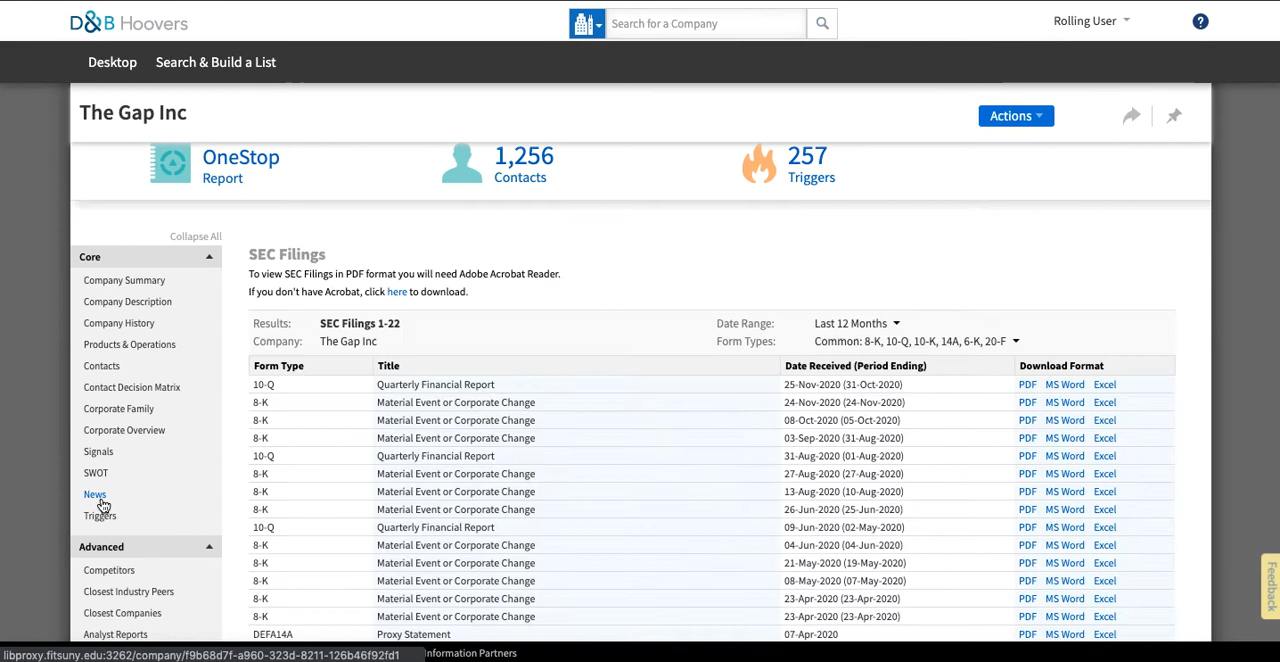 D&B Hoovers
Search for a Company
Rolling User
?
Desktop Search & Build a List
The Gap Inc
Actions
OneStop
Report
1,256
Contacts
257
Triggers
Collapse All
Core
Company Summary
Company Description
Company History
Products & Operations
Contacts
Contact Decision Matrix
Corporate Family
Corporate Overview
Signals
SWOT
News
Triggers
Advanced
Competitors
Closest Industry Peers
Closest Companies
Analyst Reports
SEC Filings
To view SEC Filings in PDF format you will need Adobe Acrobat Reader.
If you don't have Acrobat, click here to download.
Results: SEC Filings 1-22 Date Range: Last 12 Months
Company: The Gap Inc Form Types: Common: 8-K, 10-Q, 10-K, 14A, 6-K, 20-F
Form Type Title Date Received (Period Ending) Download Format
10-Q Quarterly Financial Report 25-Nov-2020 (31-Oct-2020) PDF MS Word Excel
8-K Material Event or Corporate Change 24-Nov-2020 (24-Nov-2020) PDF MS Word Excel
8-K Material Event or Corporate Change 08-Oct-2020 (05-Oct-2020) PDF MS Word Excel
8-K Material Event or Corporate Change 03-Sep-2020 (31-Aug-2020) PDF MS Word Excel
10-Q Quarterly Financial Report 31-Aug-2020 (01-Aug-2020) PDF MS Word Excel
8-K Material Event or Corporate Change 27-Aug-2020 (27-Aug-2020) PDF MS Word Excel
8-K Material Event or Corporate Change 13-Aug-2020 (10-Aug-2020) PDF MS Word Excel
8-K Material Event or Corporate Change 26-Jun-2020 (25-Jun-2020) PDF MS Word Excel
10-Q Quarterly Financial Report 09-Jun-2020 (02-May-2020) PDF MS Word Excel
8-K Material Event or Corporate Change 04-Jun-2020 (04-Jun-2020) PDF MS Word Excel
8-K Material Event or Corporate Change 21-May-2020 (19-May-2020) PDF MS Word Excel
8-K Material Event or Corporate Change 08-May-2020 (07-May-2020) PDF MS Word Excel
8-K Material Event or Corporate Change 23-Apr-2020 (23-Apr-2020) PDF MS Word Excel
8-K Material Event or Corporate Change 23-Apr-2020 (23-Apr-2020) PDF MS Word Excel
DEFA14A Proxy Statement 07-Apr-2020 PDF MS Word Excel
Feedback
libproxy.fitsuny.edu:3262/company/f9b68d7f-a960-323d-8211-126b46f92fd1
Information Partners